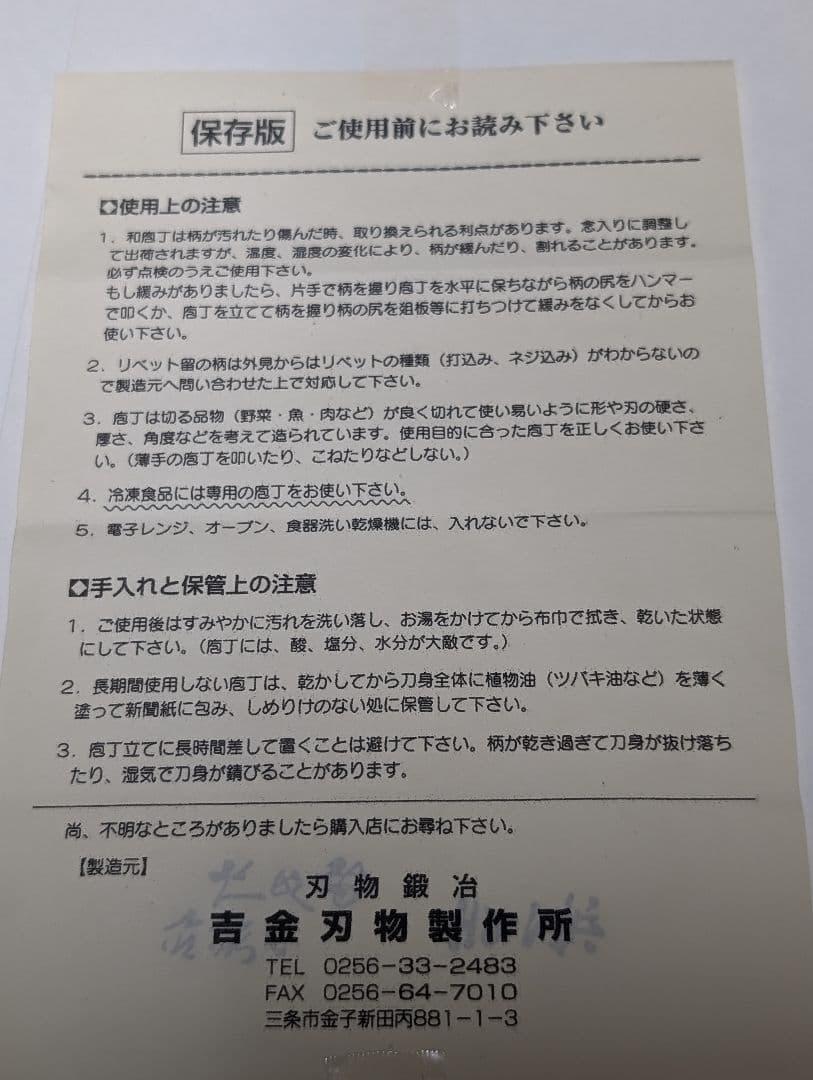 保存版 ご使用前にお読み下さい
使用上の注意
1．和庖丁は柄が汚れたり傷んだ時、取り換えられる利点があります。念入りに調整し
て出荷されますが、温度、湿度の変化により、柄が緩んだり、割れることがあります。
必ず点検のうえご使用下さい。
もし緩みがありましたら、片手で柄を握り庖丁を水平に保ちながら柄の尻をハンマー
で叩くか、庖丁を立てて柄を握り柄の尻を俎板等に打ちつけて緩みをなくしてからお
使い下さい。
2．リベット留の柄は外見からはリベットの種類（打込み、ネジ込み）がわからないの
で製造元へ問い合わせた上で対応して下さい。
3．庖丁は切る品物（野菜・魚・肉など）が良く切れて使い易いように形や刃の硬さ、
厚さ、角度などを考えて造られています。使用目的に合った庖丁を正しくお使い下さ
い。（薄手の庖丁を叩いたり、こねたりなどしない。）
4．冷凍食品には専用の庖丁をお使い下さい。
5．電子レンジ、オーブン、食器洗い乾燥機には、入れないで下さい。
手入れと保管上の注意
1．ご使用後はすみやかに汚れを洗い落し、お湯をかけてから布巾で拭き、乾いた状態
にして下さい。（庖丁には、酸、塩分、水分が大敵です。）
2．長期間使用しない庖丁は、乾かしてから刀身全体に植物油（ツバキ油など）を薄く
塗って新聞紙に包み、しめりけのない処に保管して下さい。
3．庖丁立てに長時間差して置くことは避けて下さい。柄が乾き過ぎて刀身が抜け落ち
たり、湿気で刀身が錆びることがあります。
尚、不明なところがありましたら購入店にお尋ね下さい。
【製造元】
刃物鍛冶
吉金刃物製作所
TEL 0256－33－2483
FAX 0256－64－7010
三条市金子新田丙881－1－3